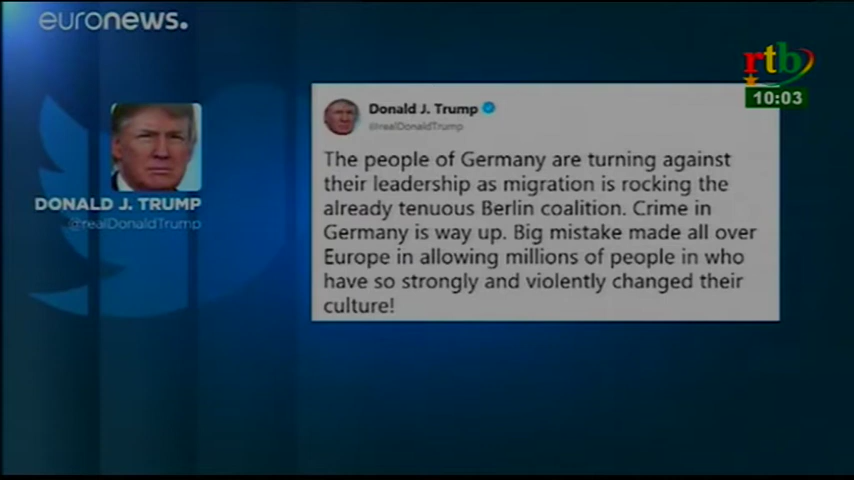 euronews.
rtb
10:03
Donald J. Trump
@realDonaldTrump
DONALD J. TRUMP
@realDonaldTrump
The people of Germany are turning against
their leadership as migration is rocking the
already tenuous Berlin coalition. Crime in
Germany is way up. Big mistake made all over
Europe in allowing millions of people in who
have so strongly and violently changed their
culture!